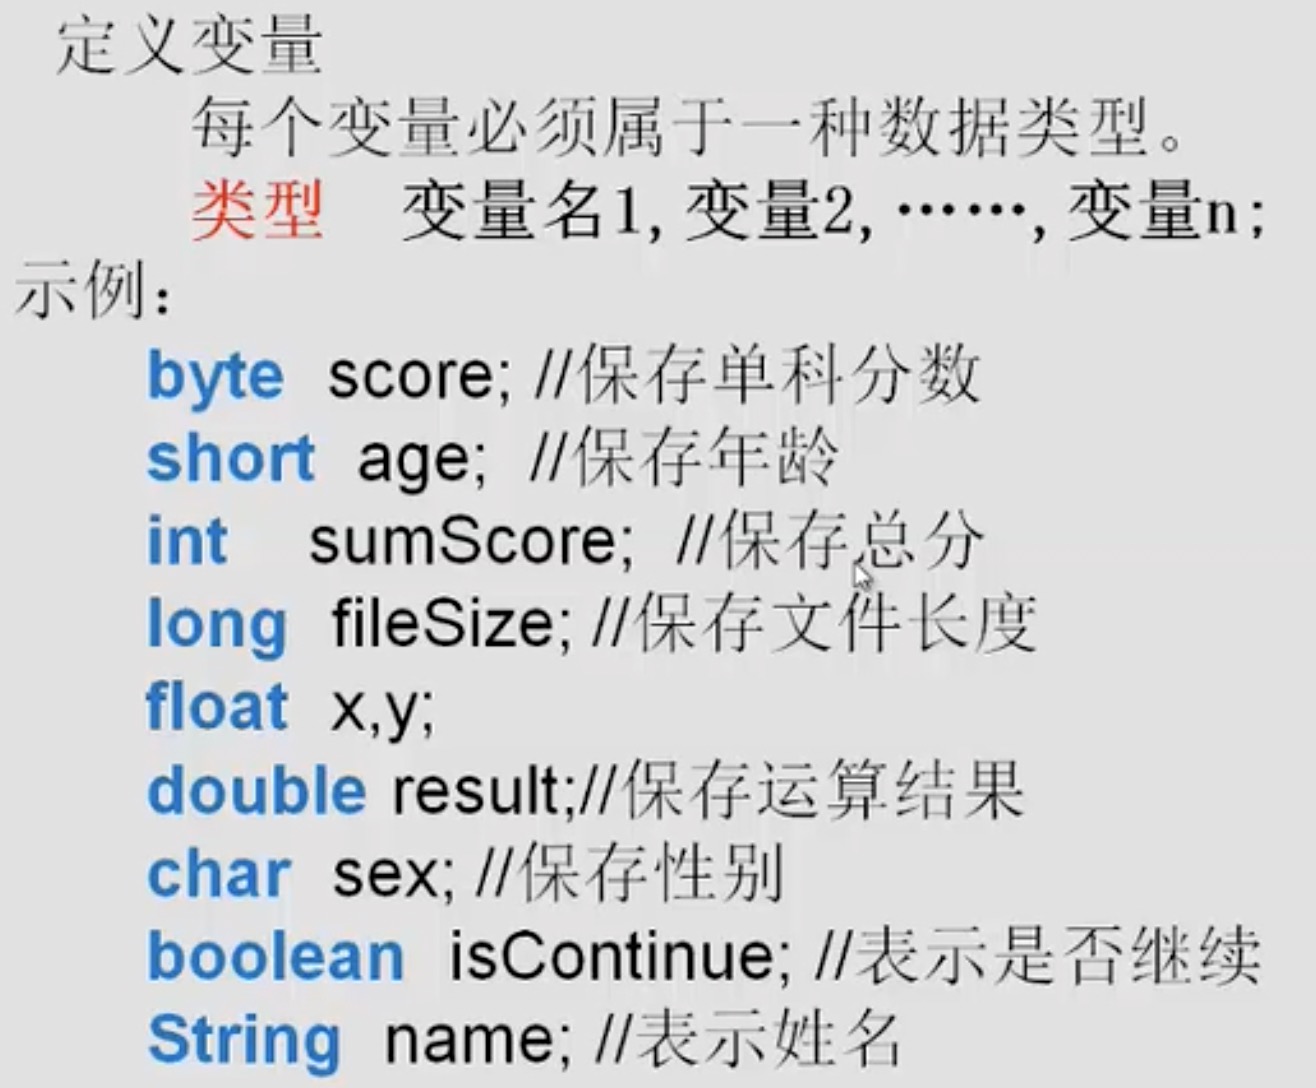 定义变量
每个变量必须属于一种数据类型。
类型 变量名1,变量2,……,变量n;
示例:
byte score; //保存单科分数
short age; //保存年龄
int sumScore; //保存总分
long fileSize; //保存文件长度
float x,y;
double result;//保存运算结果
char sex; //保存性别
boolean isContinue; //表示是否继续
String name; //表示姓名